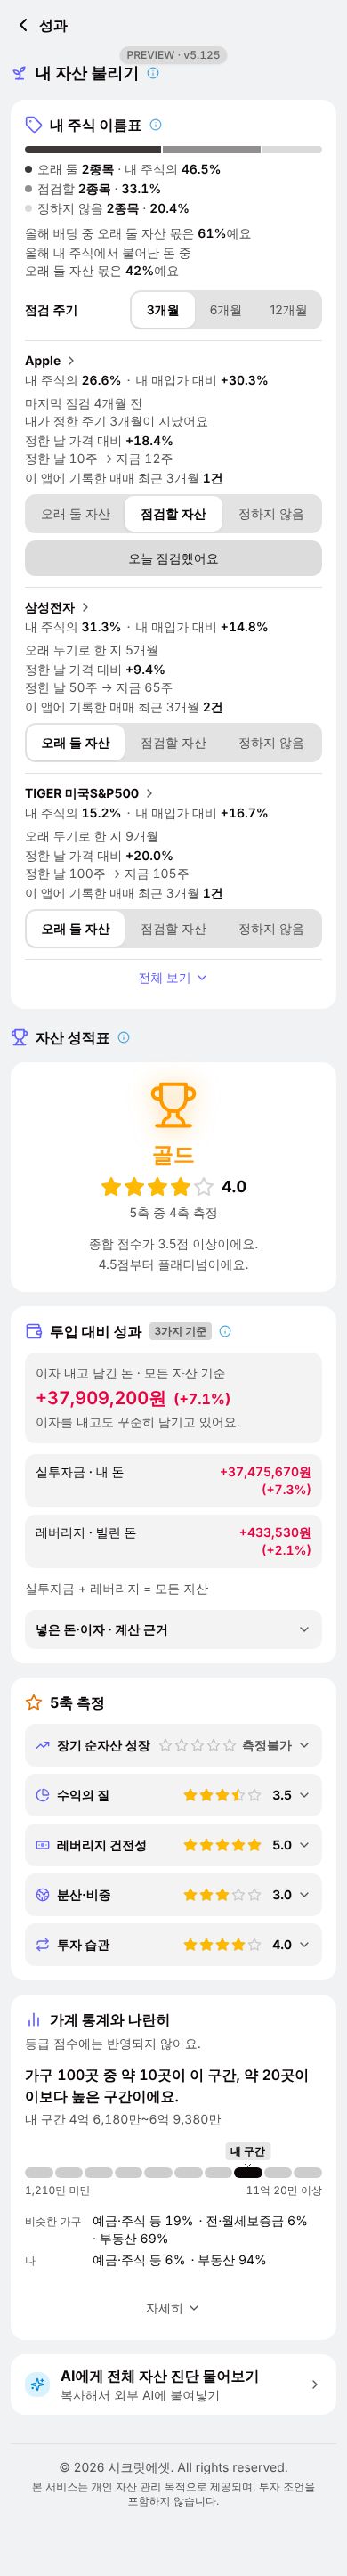 성과
PREVIEW · v5.125
내 자산 불리기
내 주식 이름표
오래 둘 2종목 · 내 주식의 46.5%
점검할 2종목 · 33.1%
정하지 않음 2종목 · 20.4%
올해 배당 중 오래 둘 자산 몫은 61%예요
올해 내 주식에서 불어난 돈 중
오래 둘 자산 몫은 42%예요
점검 주기 3개월 6개월 12개월
Apple
내 주식의 26.6% · 내 매입가 대비 +30.3%
마지막 점검 4개월 전
내가 정한 주기 3개월이 지났어요
정한 날 가격 대비 +18.4%
정한 날 10주 → 지금 12주
이 앱에 기록한 매매 최근 3개월 1건
오래 둘 자산 점검할 자산 정하지 않음
오늘 점검했어요
삼성전자
내 주식의 31.3% · 내 매입가 대비 +14.8%
오래 두기로 한 지 5개월
정한 날 가격 대비 +9.4%
정한 날 50주 → 지금 65주
이 앱에 기록한 매매 최근 3개월 2건
오래 둘 자산 점검할 자산 정하지 않음
TIGER 미국S&P500
내 주식의 15.2% · 내 매입가 대비 +16.7%
오래 두기로 한 지 9개월
정한 날 가격 대비 +20.0%
정한 날 100주 → 지금 105주
이 앱에 기록한 매매 최근 3개월 1건
오래 둘 자산 점검할 자산 정하지 않음
전체 보기
자산 성적표
골드
4.0
5축 중 4축 측정
종합 점수가 3.5점 이상이에요.
4.5점부터 플래티넘이에요.
투입 대비 성과 3가지 기준
이자 내고 남긴 돈 · 모든 자산 기준
+37,909,200원 (+7.1%)
이자를 내고도 꾸준히 남기고 있어요.
실투자금 · 내 돈 +37,475,670원
(+7.3%)
레버리지 · 빌린 돈 +433,530원
(+2.1%)
실투자금 + 레버리지 = 모든 자산
넣은 돈·이자 · 계산 근거
5축 측정
장기 순자산 성장 측정불가
수익의 질 3.5
레버리지 건전성 5.0
분산·비중 3.0
투자 습관 4.0
가계 통계와 나란히
등급 점수에는 반영되지 않아요.
가구 100곳 중 약 10곳이 이 구간, 약 20곳이
이보다 높은 구간이에요.
내 구간 4억 6,180만~6억 9,380만
내 구간
1,210만 미만 11억 20만 이상
비슷한 가구 예금·주식 등 19% · 전·월세보증금 6%
· 부동산 69%
나 예금·주식 등 6% · 부동산 94%
자세히
AI에게 전체 자산 진단 물어보기
복사해서 외부 AI에 붙여넣기
© 2026 시크릿에셋. All rights reserved.
본 서비스는 개인 자산 관리 목적으로 제공되며, 투자 조언을
포함하지 않습니다.